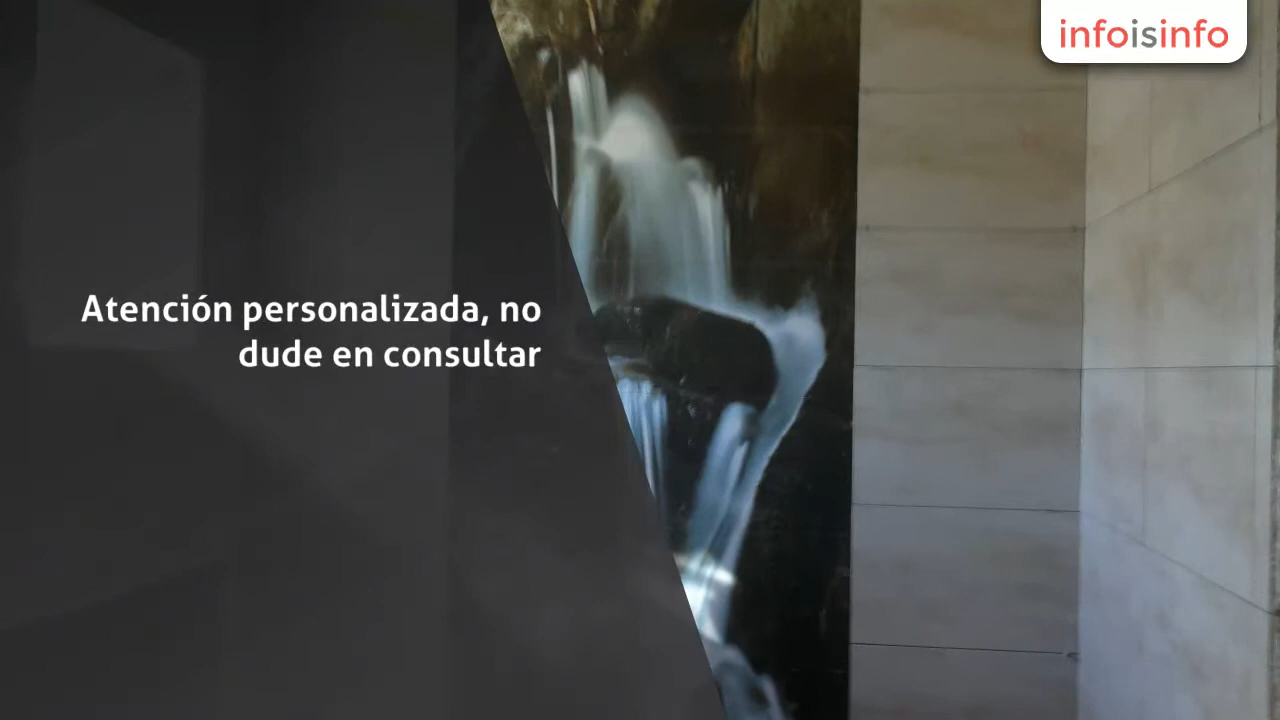 infoisinfo
Atención personalizada, no
dude en consultar